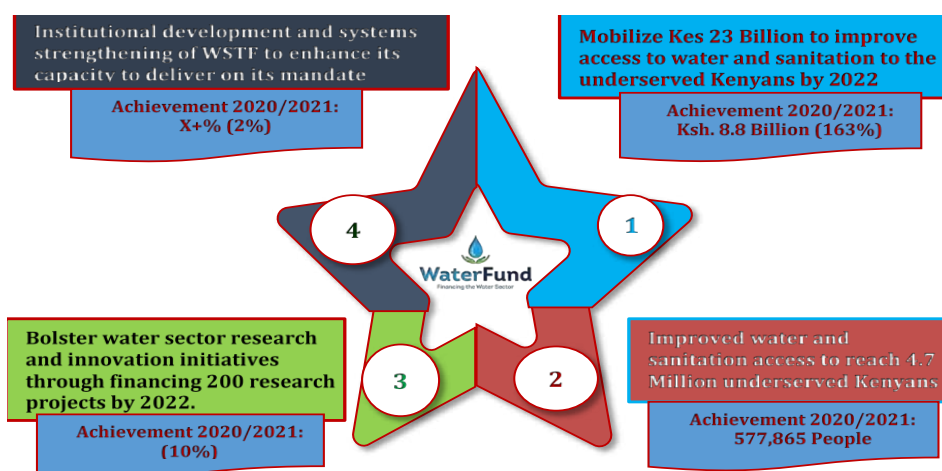 Institutional development and systems
strengthening of WSTF to enhance its
capacity to deliver on its mandate
Achievement 2020/2021:
X+% (2%)
Mobilize Kes 23 Billion to improve
access to water and sanitation to the
underserved Kenyans by 2022
Achievement 2020/2021:
Ksh. 8.8 Billion (163%)
4
1
WaterFund
Financing the Water Sector
Bolster water sector research
and innovation initiatives
through financing 200 research
projects by 2022.
Achievement 2020/2021:
(10%)
3
2
Improved water and
sanitation access to reach 4.7
Million underserved Kenyans
Achievement 2020/2021:
577,865 People